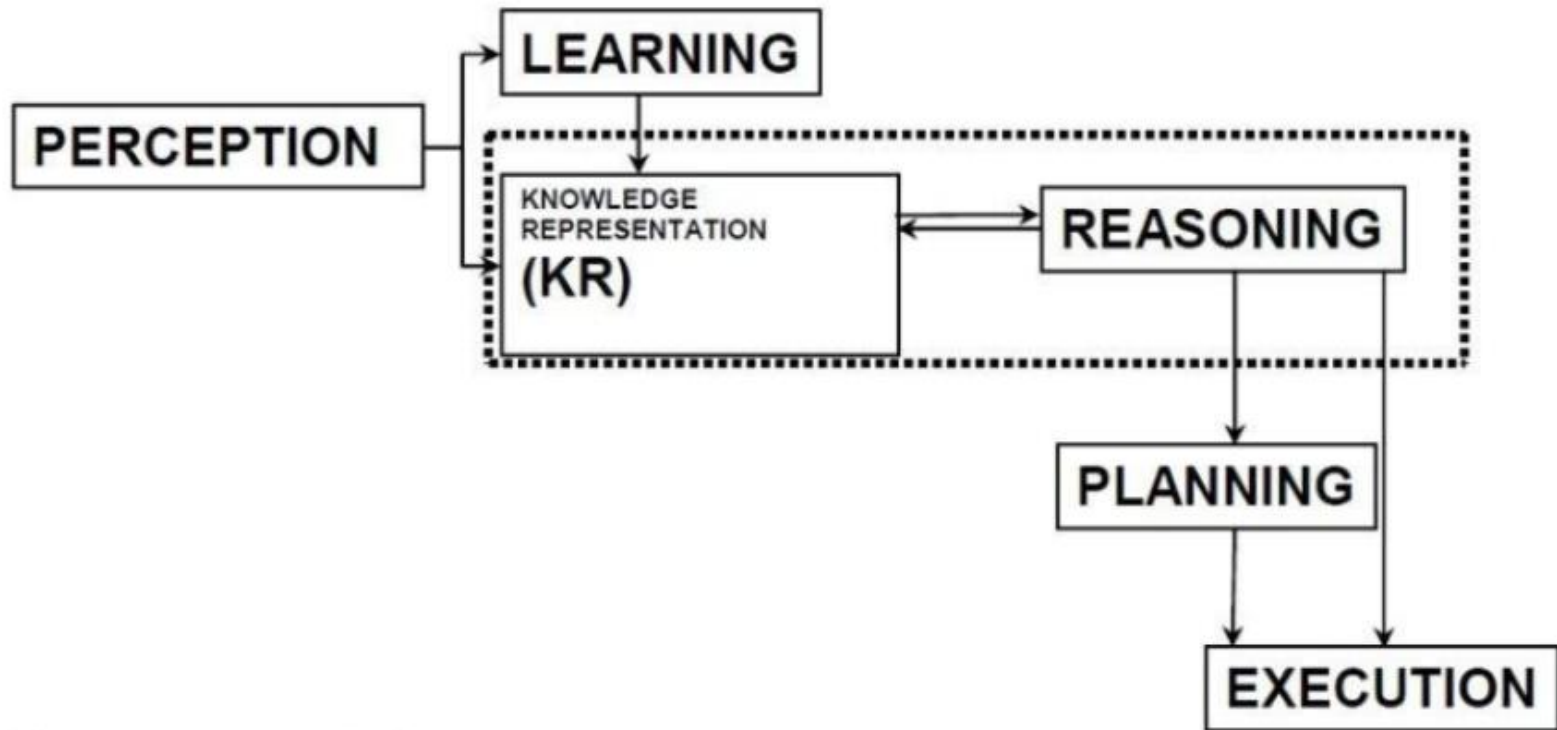 LEARNING
PERCEPTION
KNOWLEDGE
REPRESENTATION
(KR)
REASONING
PLANNING
EXECUTION